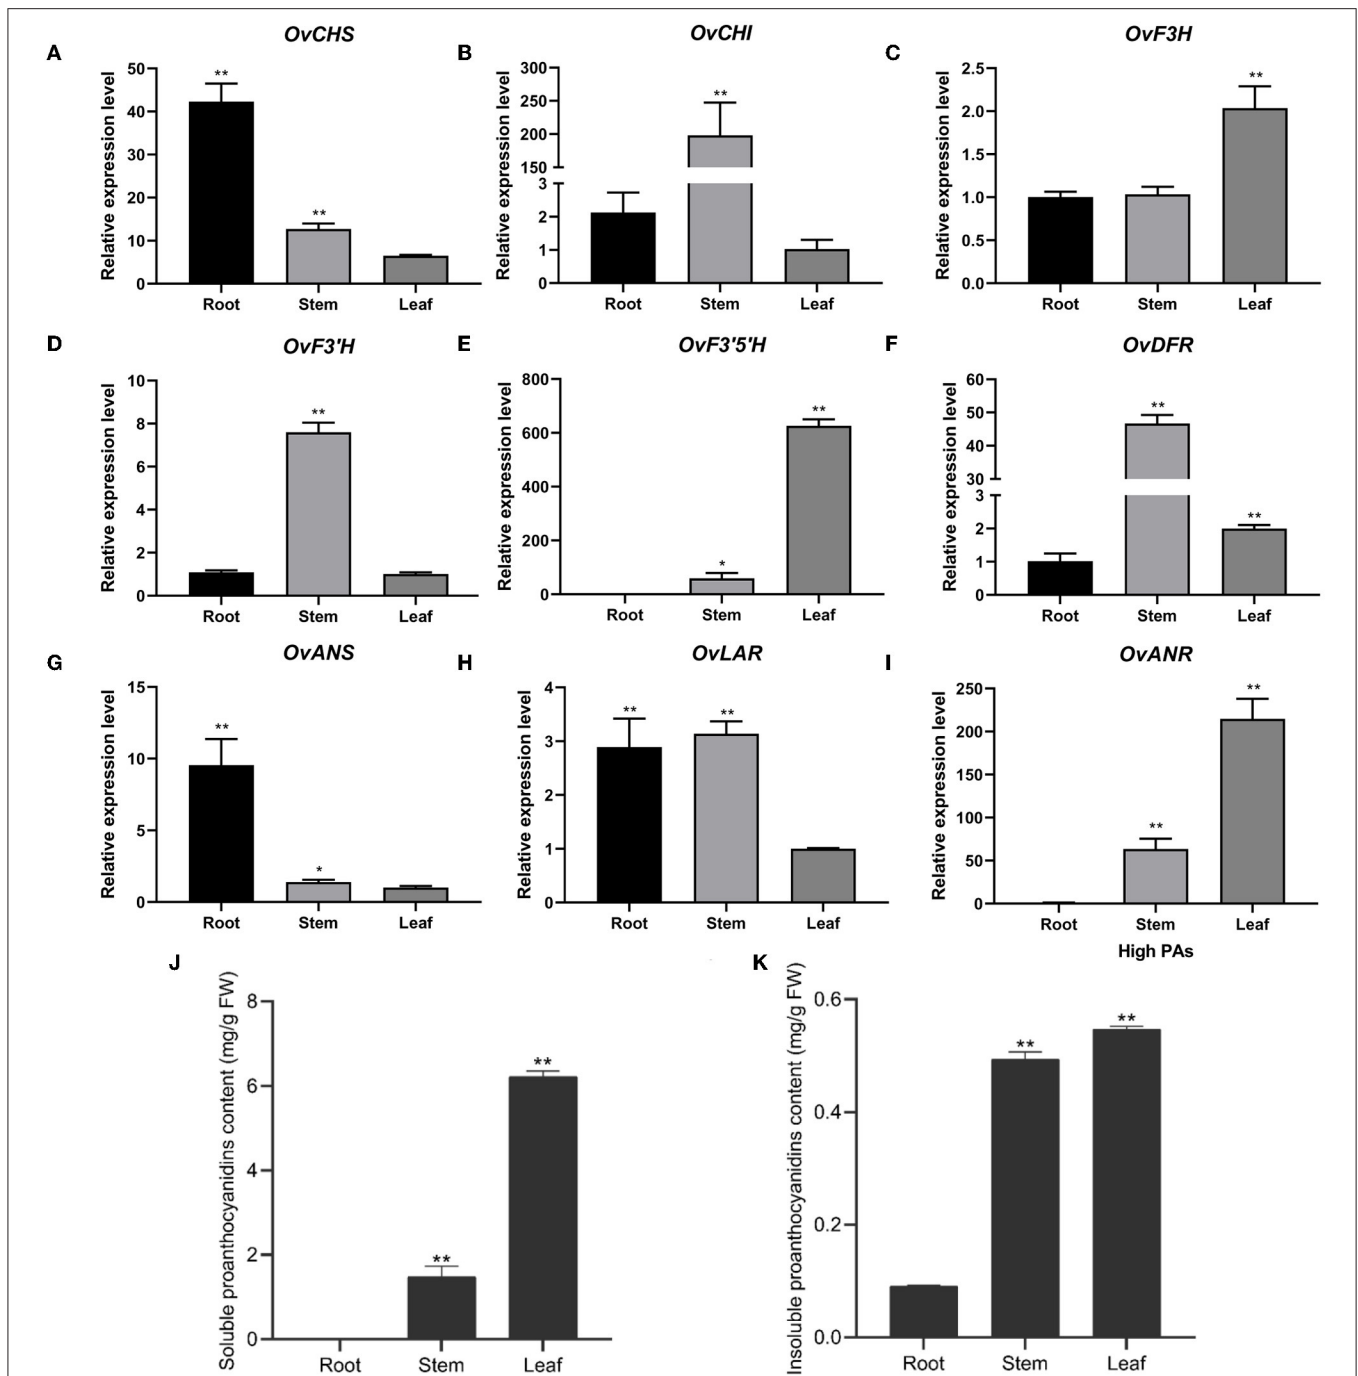 A
OvCHS
Relative expression level
50
40
30
20
10
0
**
**
Root Stem Leaf
B
OvCHI
Relative expression level
300
250
200
150
3
2
1
0
**
Root Stem Leaf
C
OvF3H
Relative expression level
2.5
2.0
1.5
1.0
0.5
0.0
**
Root Stem Leaf
D
OvF3'H
Relative expression level
10
8
6
4
2
0
**
Root Stem Leaf
E
OvF3'5'H
Relative expression level
800
600
400
200
0
*
**
Root Stem Leaf
F
OvDFR
Relative expression level
60
50
40
30
3
2
1
0
**
**
Root Stem Leaf
G
OvANS
Relative expression level
15
10
5
0
**
*
Root Stem Leaf
H
OvLAR
Relative expression level
4
3
2
1
0
**
**
Root Stem Leaf
I
OvANR
Relative expression level
250
200
150
100
50
0
**
**
Root Stem Leaf
High PAs
J
Soluble proanthocyanidins content (mg/g FW)
8
6
4
2
0
**
**
Root Stem Leaf
K
Insoluble proanthocyanidins content (mg/g FW)
0.6
0.4
0.2
0.0
**
**
Root Stem Leaf